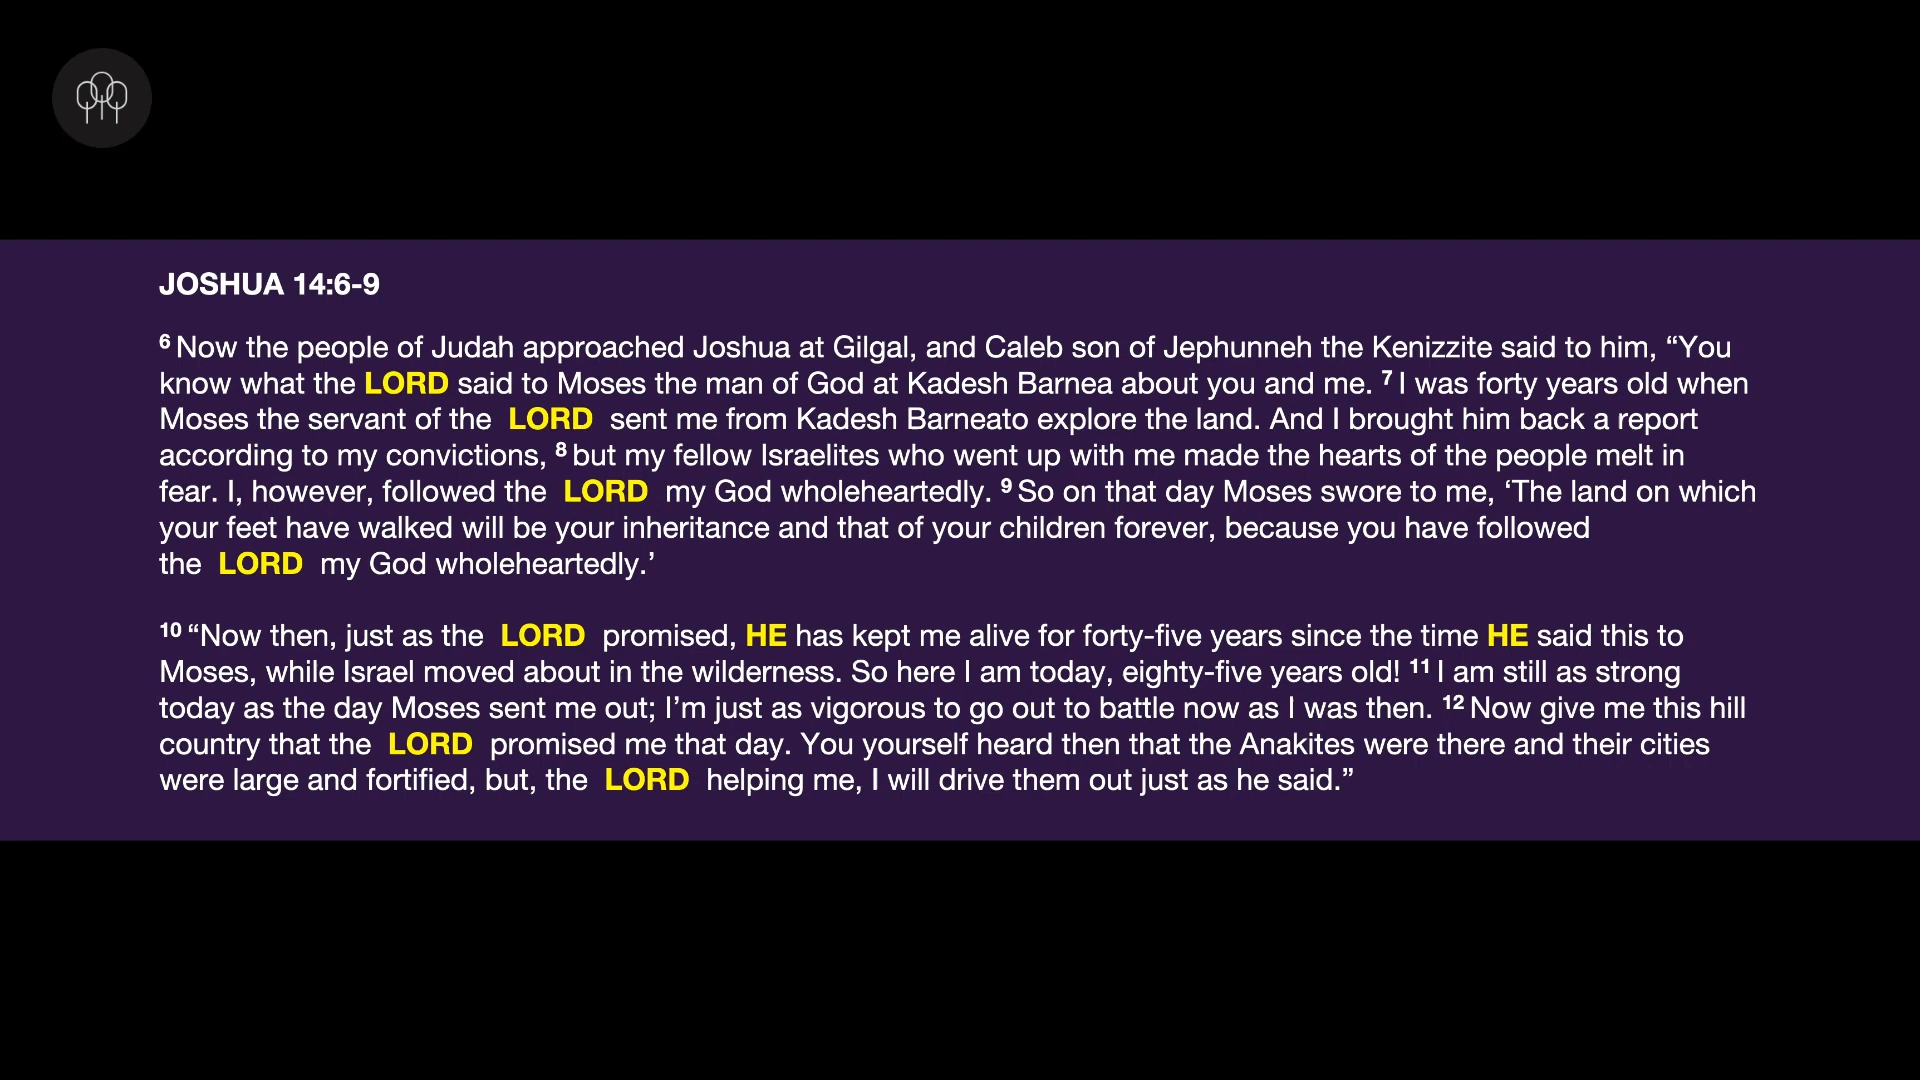 JOSHUA 14:6-9
6 Now the people of Judah approached Joshua at Gilgal, and Caleb son of Jephunneh the Kenizzite said to him, “You
know what the LORD said to Moses the man of God at Kadesh Barnea about you and me. 7 I was forty years old when
Moses the servant of the LORD sent me from Kadesh Barneato explore the land. And I brought him back a report
according to my convictions, 8 but my fellow Israelites who went up with me made the hearts of the people melt in
fear. I, however, followed the LORD my God wholeheartedly. 9 So on that day Moses swore to me, ‘The land on which
your feet have walked will be your inheritance and that of your children forever, because you have followed
the LORD my God wholeheartedly.’
10 “Now then, just as the LORD promised, HE has kept me alive for forty-five years since the time HE said this to
Moses, while Israel moved about in the wilderness. So here I am today, eighty-five years old! 11 I am still as strong
today as the day Moses sent me out; I’m just as vigorous to go out to battle now as I was then. 12 Now give me this hill
country that the LORD promised me that day. You yourself heard then that the Anakites were there and their cities
were large and fortified, but, the LORD helping me, I will drive them out just as he said.”